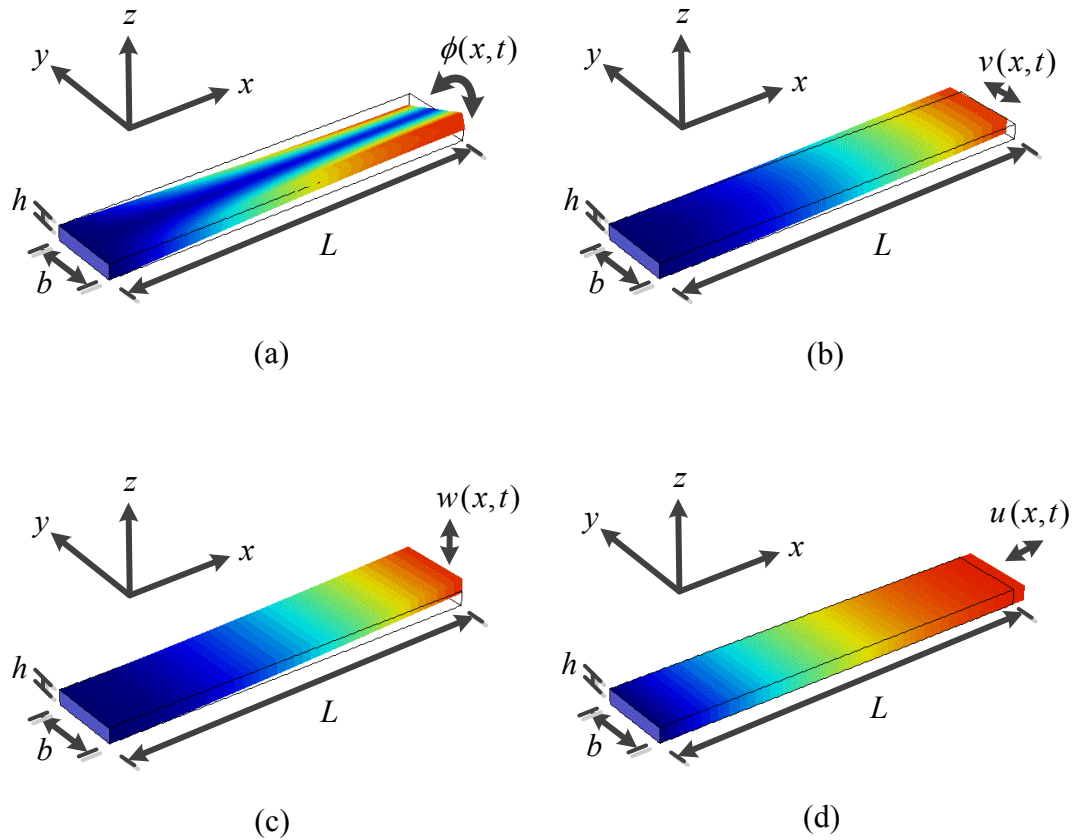 z
y
x
ϕ(x,t)
h
b
L
(a)
z
y
x
v(x,t)
h
b
L
(b)
z
y
x
w(x,t)
h
b
L
(c)
z
y
x
u(x,t)
h
b
L
(d)